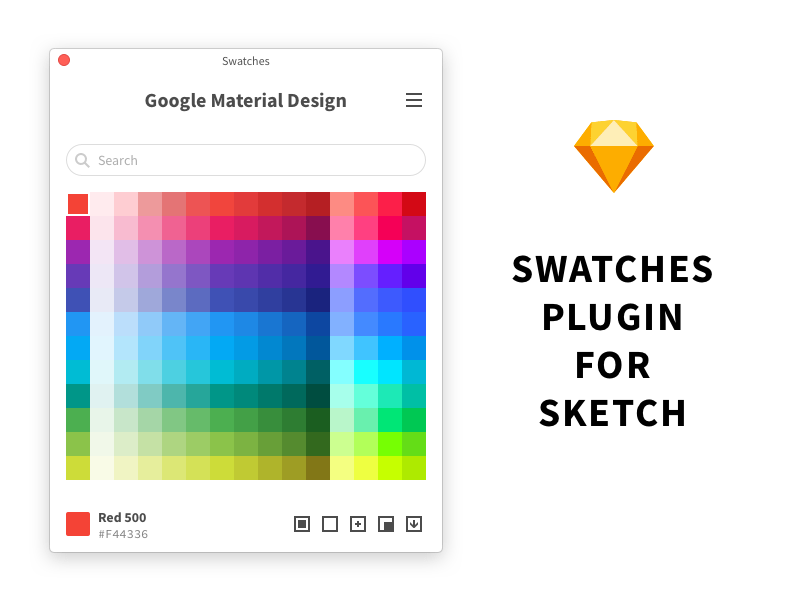 Swatches
Google Material Design
Search
Red 500
#F44336
SWATCHES
PLUGIN
FOR
SKETCH